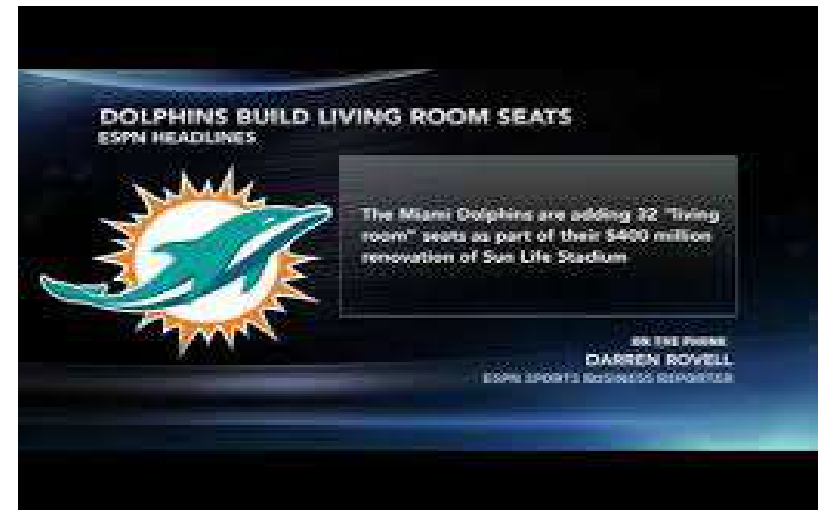 DOLPHINS BUILD LIVING ROOM SEATS
ESPN HEADLINES
The Miami Dolphins are adding 32 "living
room" seats as part of their $400 million
renovation of Sun Life Stadium
ON THE PHONE
DARREN ROVELL
ESPN SPORTS BUSINESS REPORTER